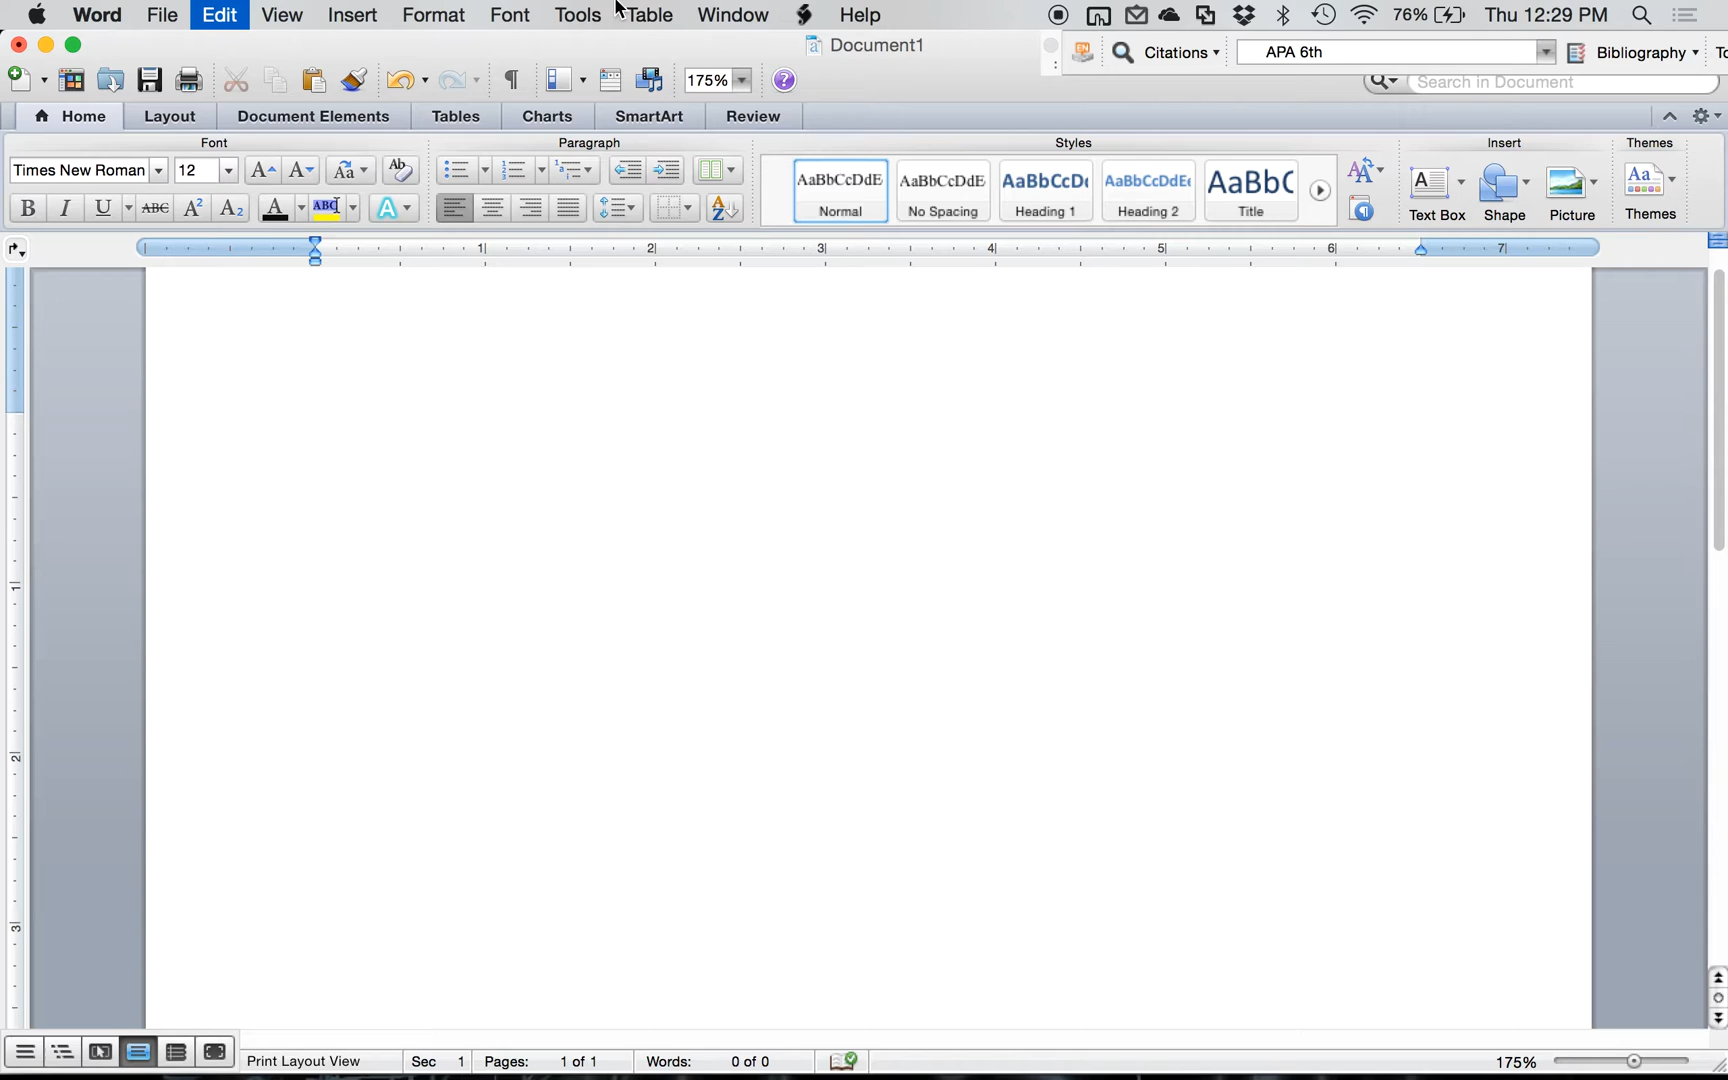 Word File Edit View Insert Format Font Tools Table Window Help 76% Thu 12:29 PM
Document1
EN Citations APA 6th Bibliography To
175% Search in Document
Home Layout Document Elements Tables Charts SmartArt Review
Font Paragraph Styles Insert Themes
Times New Roman 12 AaBbCcDdE AaBbCcDdE AaBbCcD AaBbCcDdEe AaBbC
Normal No Spacing Heading 1 Heading 2 Title Text Box Shape Picture Themes
1 2 3 4 5 6 7
1
2
3
Print Layout View Sec 1 Pages: 1 of 1 Words: 0 of 0 175%